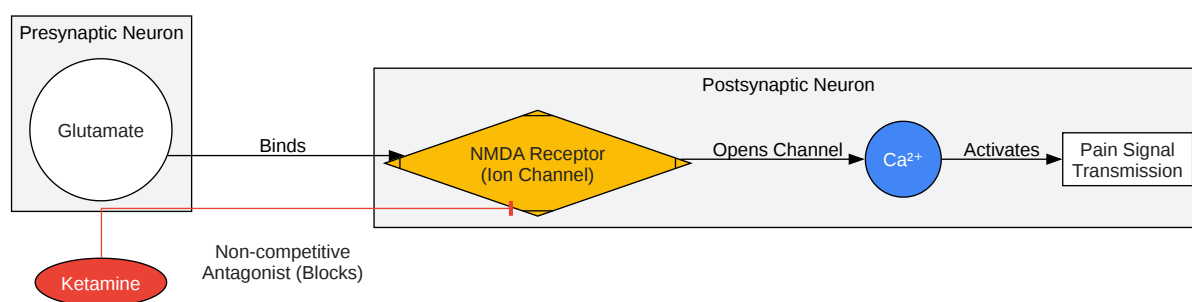 Presynaptic Neuron
Glutamate
Binds
Postsynaptic Neuron
NMDA Receptor
(Ion Channel)
Opens Channel
Ca²⁺
Activates
Pain Signal
Transmission
Non-competitive
Antagonist (Blocks)
Ketamine